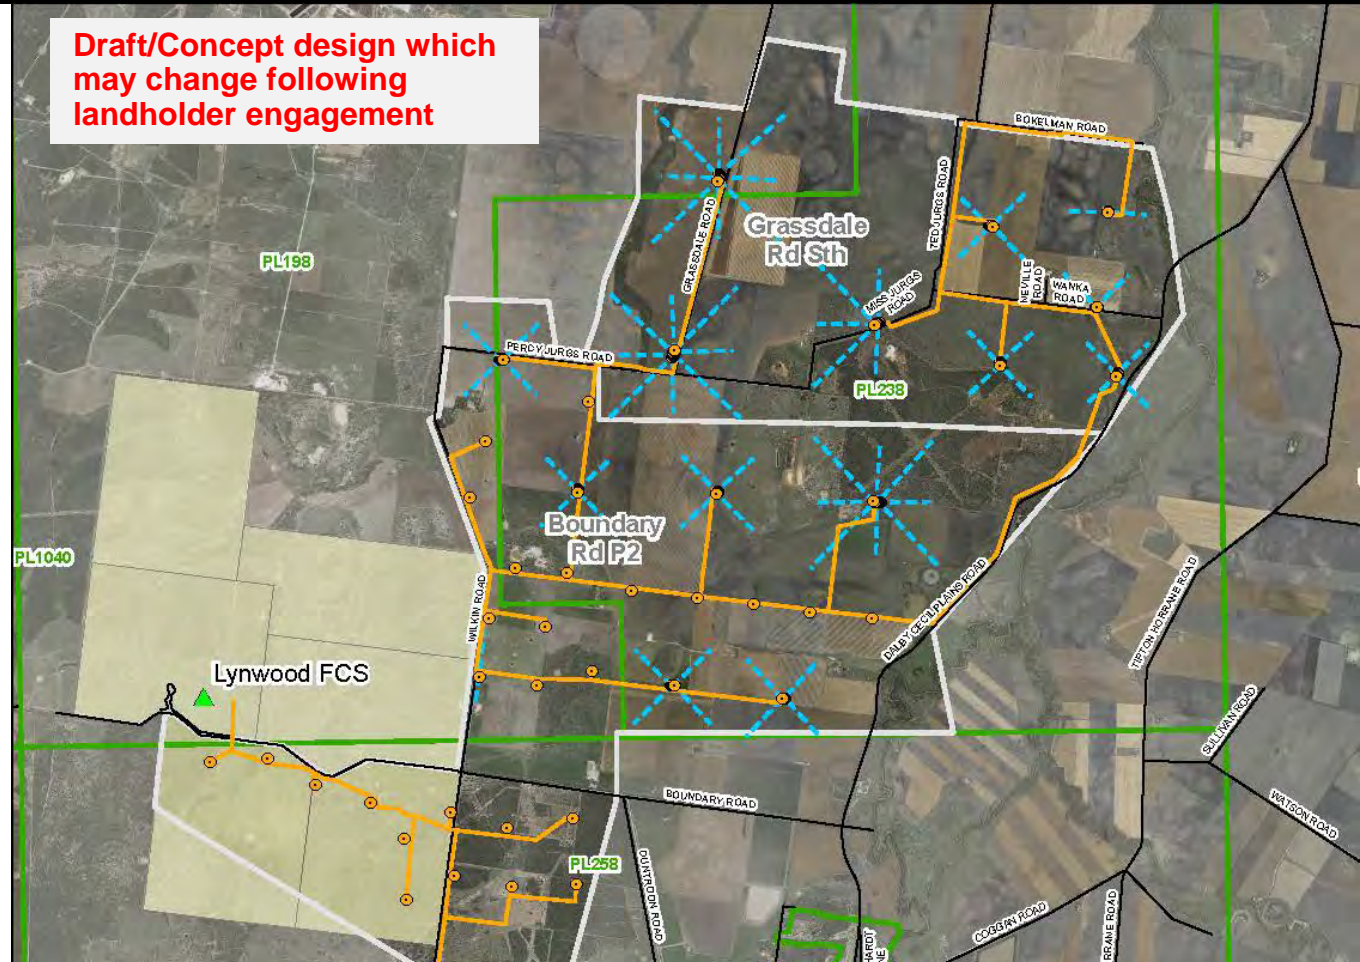 Draft/Concept design which
may change following
landholder engagement
BOKELMAN ROAD
TED JURGS ROAD
GRASSDALE ROAD
Grassdale
Rd Sth
PL198
NEVILLE
ROAD
WANKA
ROAD
MISS JURGS
ROAD
PERCY JURGS ROAD
PL238
Boundary
Rd P2
PL1040
WILKIN ROAD
DALBY CECIL PLAINS ROAD
TIPTON HORRANE ROAD
Lynwood FCS
SULLIVAN ROAD
BOUNDARY ROAD
WATSON ROAD
PL258
DUNTROON ROAD
COGGAN ROAD
HARDT
NE
RRANE ROAD